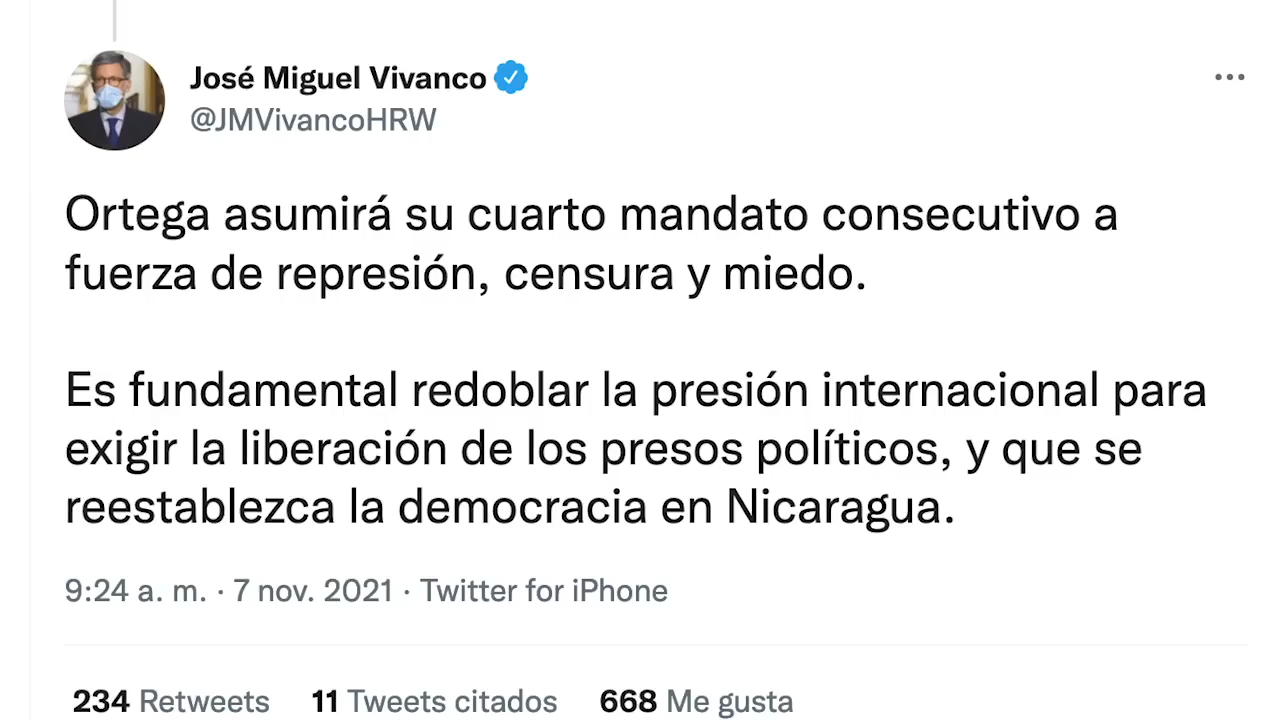 José Miguel Vivanco
@JMVivancoHRW
Ortega asumirá su cuarto mandato consecutivo a
fuerza de represión, censura y miedo.
Es fundamental redoblar la presión internacional para
exigir la liberación de los presos políticos, y que se
reestablezca la democracia en Nicaragua.
9:24 a. m. · 7 nov. 2021 · Twitter for iPhone
234 Retweets 11 Tweets citados 668 Me gusta